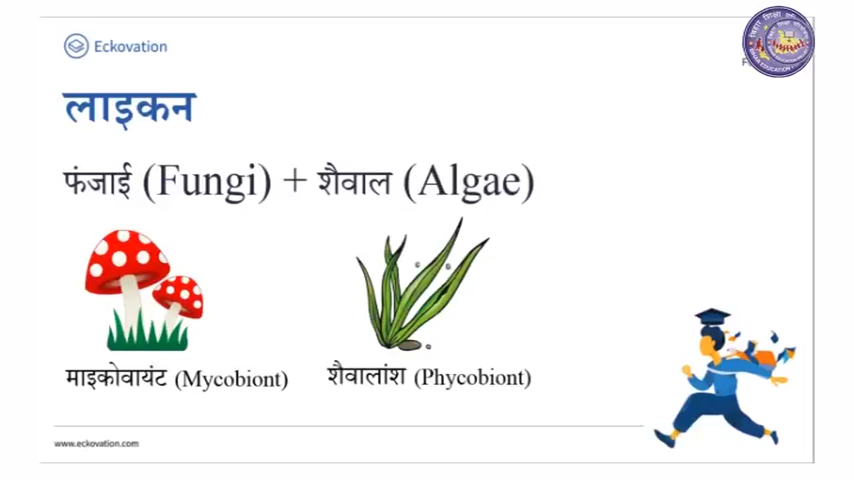 Eckovation
लाइकन
फंजाई (Fungi) + शैवाल (Algae)
माइकोवायंट (Mycobiont)
शैवालांश (Phycobiont)
www.eckovation.com